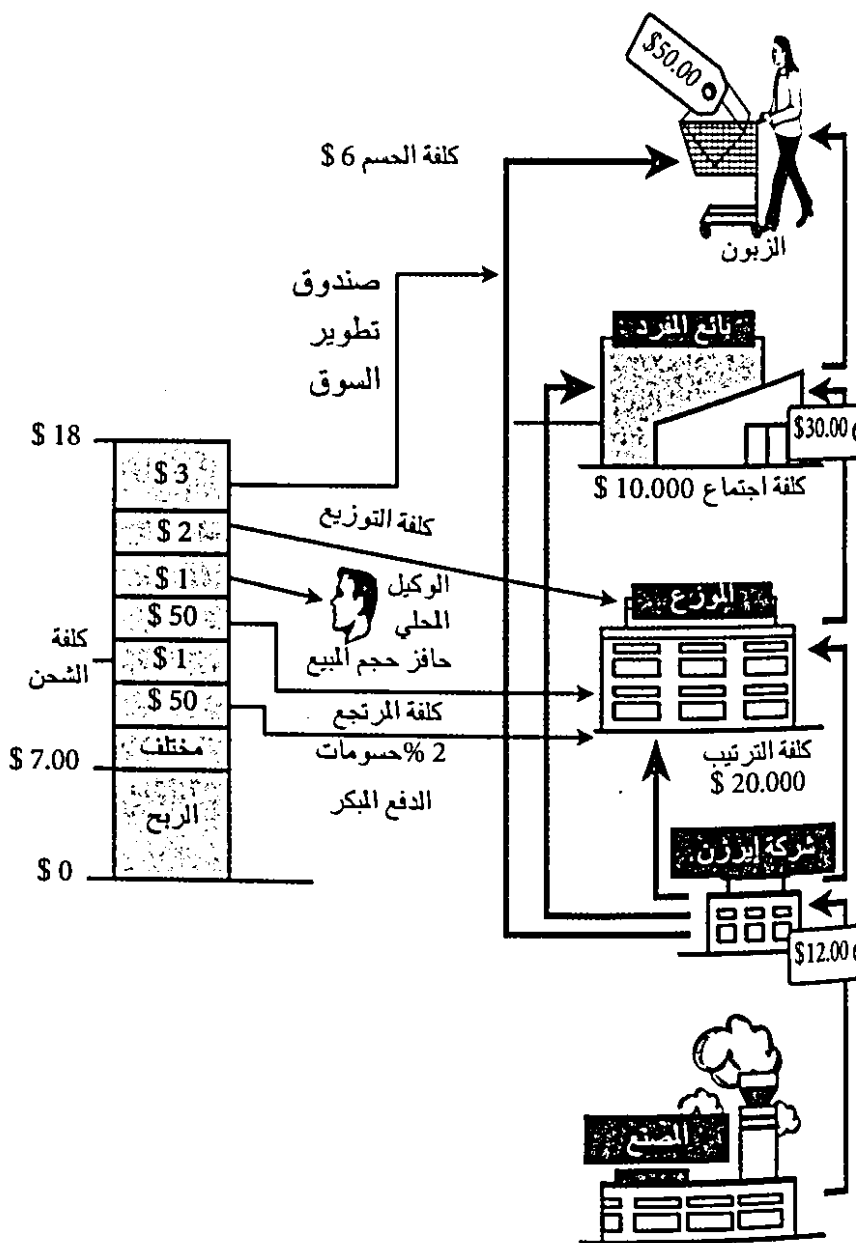 $50.00
كلفة الحسم 6 $
الزبون
صندوق
تطوير
السوق
بائع المفرد
$30.00
كلفة اجتماع 10.000 $
$ 18
$ 3
$ 2
$ 1
$ 50
$ 1
$ 50
مختلف
$ 7.00
الربح
$ 0
كلفة
الشحن
كلفة التوزيع
الوكيل
المحلي
حافز حجم المبيع
كلفة المرتجع
2 %حسومات
الدفع المبكر
الموزع
كلفة الترتيب
20.000 $
شركة إيرزن
$12.00
المصنع